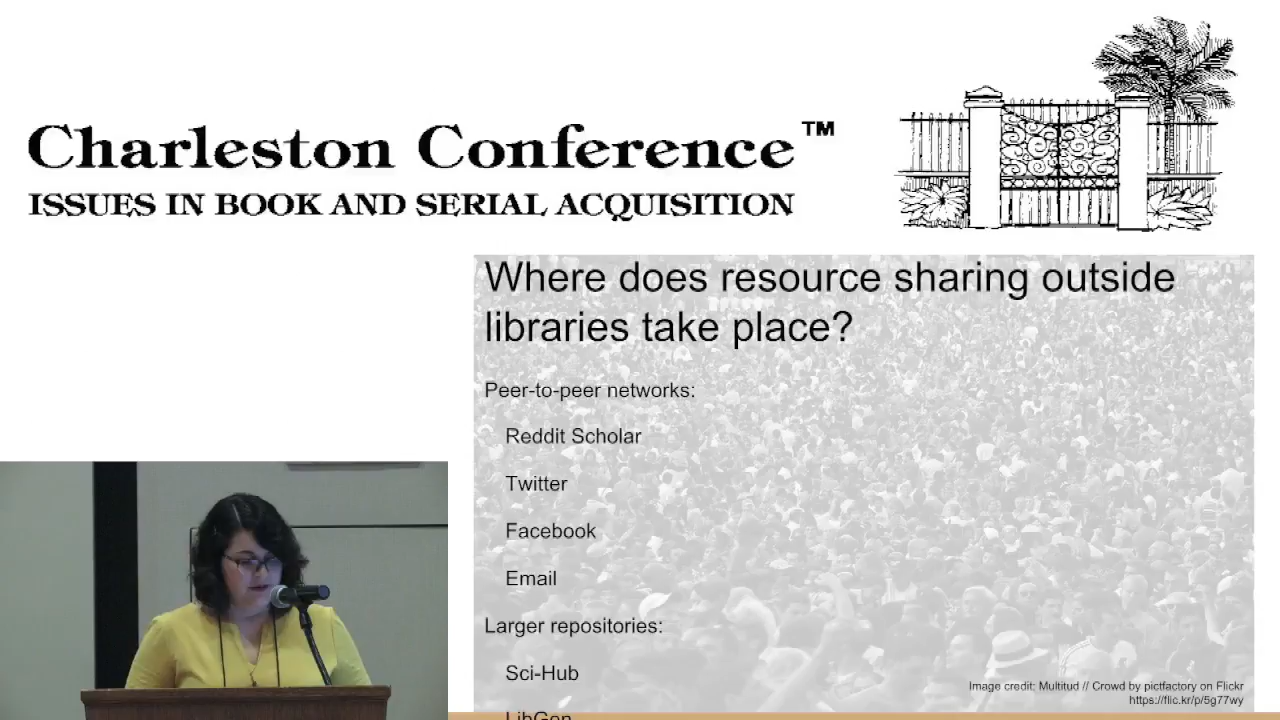 Charleston Conference™
ISSUES IN BOOK AND SERIAL ACQUISITION
Where does resource sharing outside
libraries take place?
Peer-to-peer networks:
Reddit Scholar
Twitter
Facebook
Email
Larger repositories:
Sci-Hub
LibGen
Image credit: Multitud // Crowd by pictfactory on Flickr
https://flic.kr/p/5g77wy